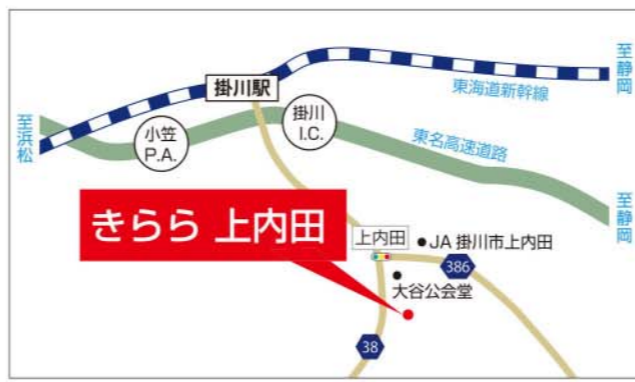 至静岡
東海道新幹線
掛川駅
掛川
I.C.
至浜松
小笠
P.A.
東名高速道路
至静岡
きらら 上内田
上内田
JA 掛川市上内田
386
大谷公会堂
38